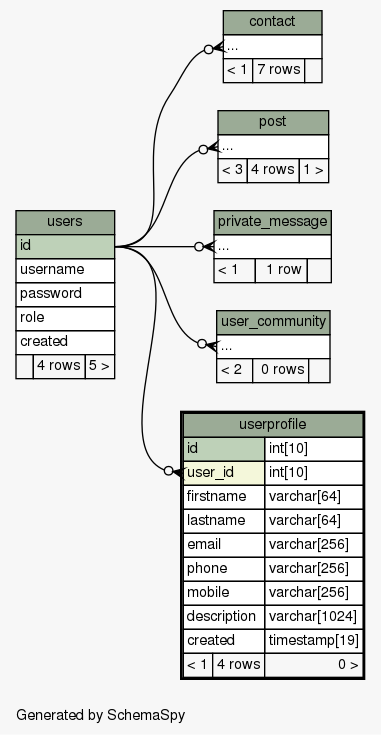 contact
...
< 1 7 rows
post
...
< 3 4 rows 1 >
users
id
username
password
role
created
4 rows 5 >
private_message
...
< 1 1 row
user_community
...
< 2 0 rows
userprofile
id int[10]
user_id int[10]
firstname varchar[64]
lastname varchar[64]
email varchar[256]
phone varchar[256]
mobile varchar[256]
description varchar[1024]
created timestamp[19]
< 1 4 rows 0 >
Generated by SchemaSpy